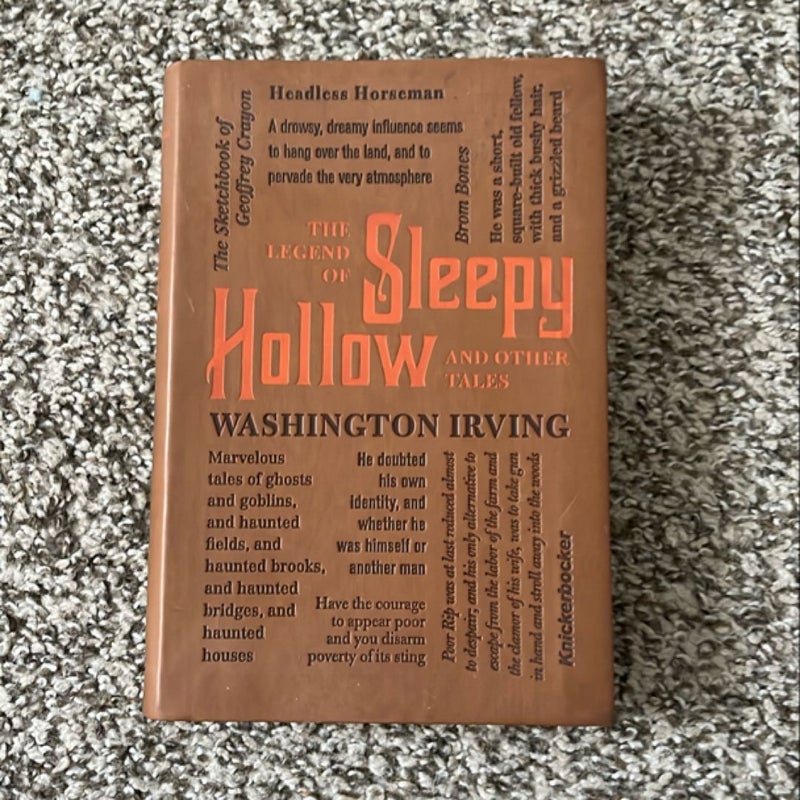 The Sketchbook of
Geoffrey Crayon
Headless Horseman
A drowsy, dreamy influence seems
to hang over the land, and to
pervade the very atmosphere
Brom Bones
He was a short,
square-built old fellow,
with thick bushy hair,
and a grizzled beard
THE
LEGEND
OF
Sleepy
Hollow
AND OTHER
TALES
WASHINGTON IRVING
Marvelous
tales of ghosts
and goblins,
and haunted
fields, and
haunted brooks,
and haunted
bridges, and
haunted
houses
He doubted
his own
identity, and
whether he
was himself or
another man
Have the courage
to appear poor
and you disarm
poverty of its sting
Poor Rip was at last reduced almost
to despair; and his only alternative to
escape from the labor of the farm and
the clamor of his wife, was to take gun
in hand and stroll away into the woods
Knickerbocker